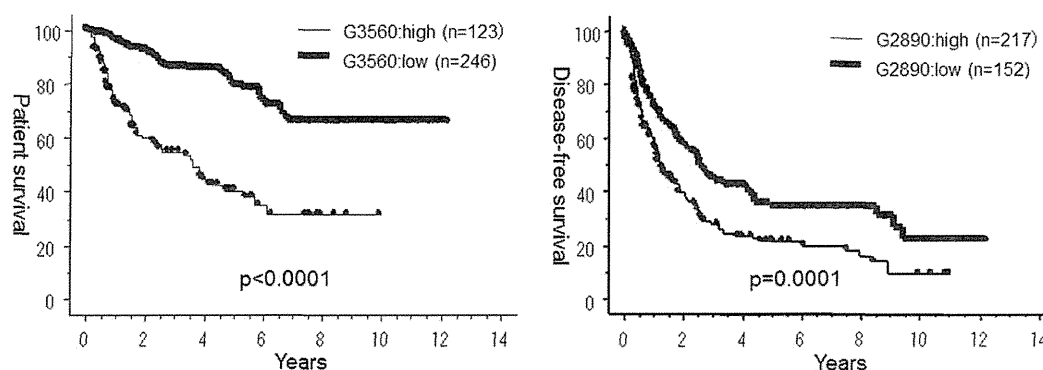 G3560:high (n=123)
G3560:low (n=246)
Patient survival
100
80
60
40
20
0
p<0.0001
0 2 4 6 8 10 12 14
Years
G2890:high (n=217)
G2890:low (n=152)
Disease-free survival
100
80
60
40
20
0
p=0.0001
0 2 4 6 8 10 12 14
Years